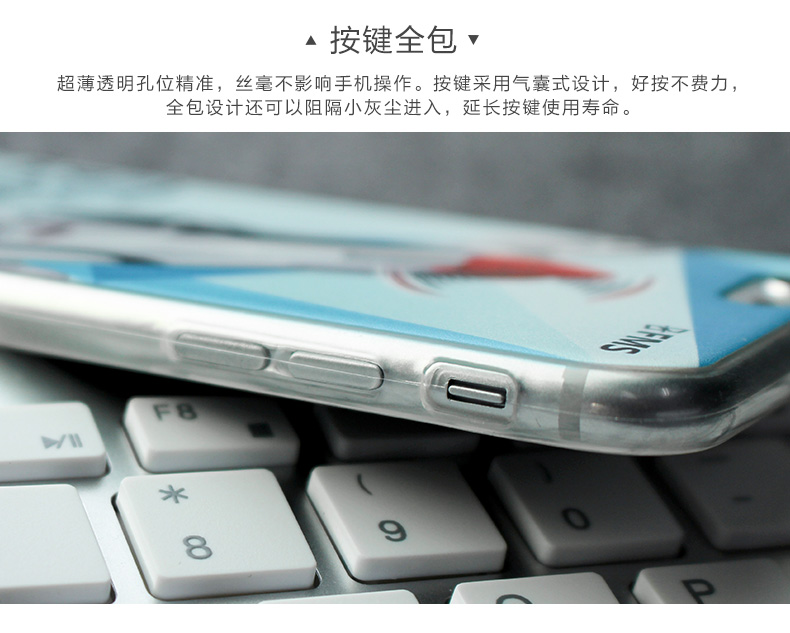 ▲ 按键全包 ▼
超薄透明孔位精准，丝毫不影响手机操作。按键采用气囊式设计，好按不费力，
全包设计还可以阻隔小灰尘进入，延长按键使用寿命。
FMS
F8
*
8
(
9
)
0
O
P